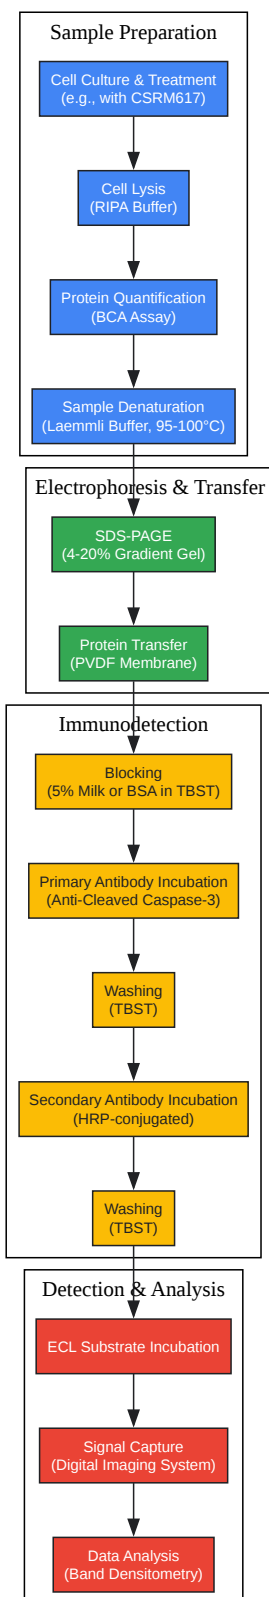 Sample Preparation
Cell Culture & Treatment
(e.g., with CSRM617)
Cell Lysis
(RIPA Buffer)
Protein Quantification
(BCA Assay)
Sample Denaturation
(Laemmli Buffer, 95-100°C)
Electrophoresis & Transfer
SDS-PAGE
(4-20% Gradient Gel)
Protein Transfer
(PVDF Membrane)
Immunodetection
Blocking
(5% Milk or BSA in TBST)
Primary Antibody Incubation
(Anti-Cleaved Caspase-3)
Washing
(TBST)
Secondary Antibody Incubation
(HRP-conjugated)
Washing
(TBST)
Detection & Analysis
ECL Substrate Incubation
Signal Capture
(Digital Imaging System)
Data Analysis
(Band Densitometry)